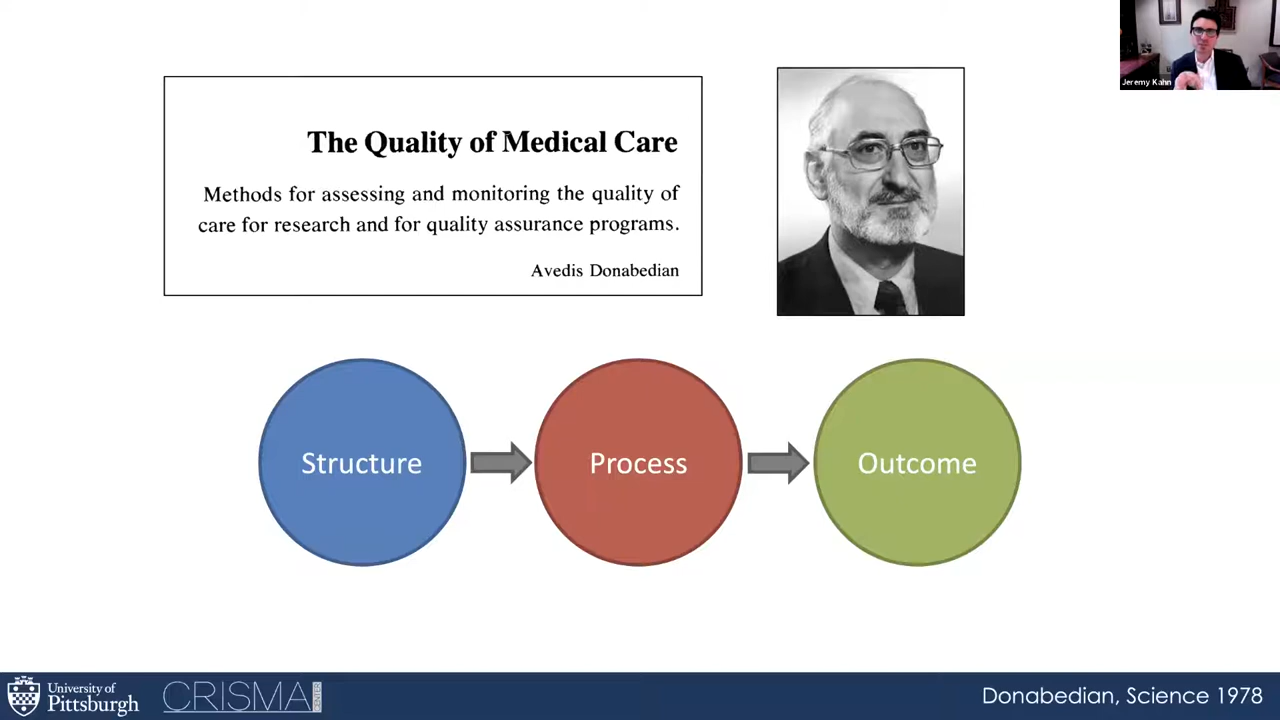 Jeremy Kahn
The Quality of Medical Care
Methods for assessing and monitoring the quality of
care for research and for quality assurance programs.
Avedis Donabedian
Structure
Process
Outcome
University of
Pittsburgh
CRISMA
CENTER
Donabedian, Science 1978